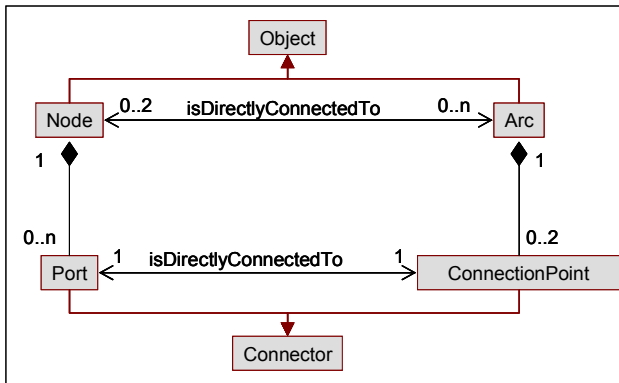 Object
0..2 isDirectlyConnectedTo 0..n
Node Arc
1 1
0..n 0..2
1 isDirectlyConnectedTo 1
Port ConnectionPoint
Connector